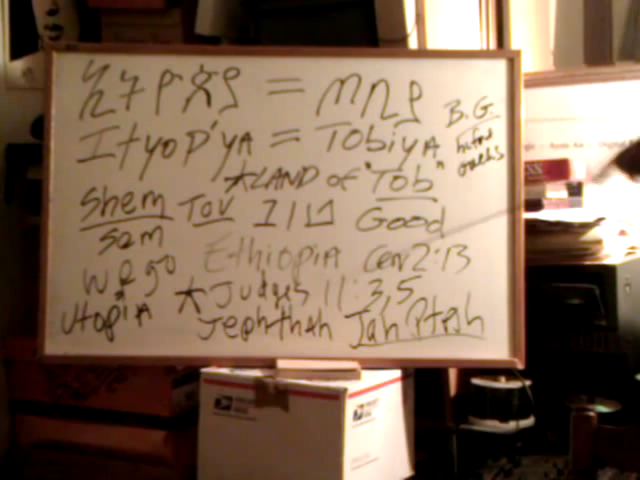 ኢትዮጵያ = ጦቢያ
Ityop'yA = TobiyA
B.G.
*LAND of "Tob"
Shem Tov טוב Good
Sem
Ethiopia Gen 2:13
Utopia * Judges 11:3,5
Jephthah Jah Ptah